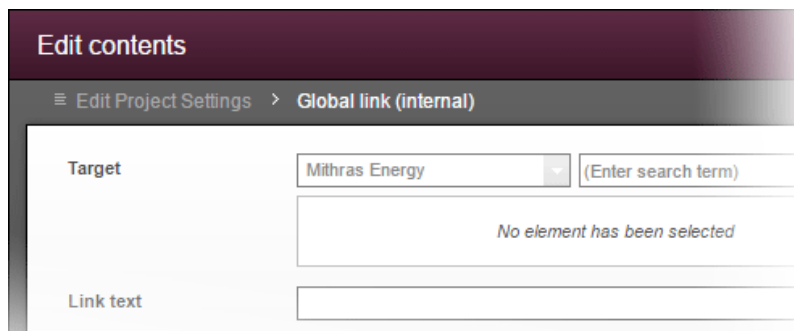 Edit contents
Edit Project Settings > Global link (internal)
Target Mithras Energy (Enter search term)
No element has been selected
Link text